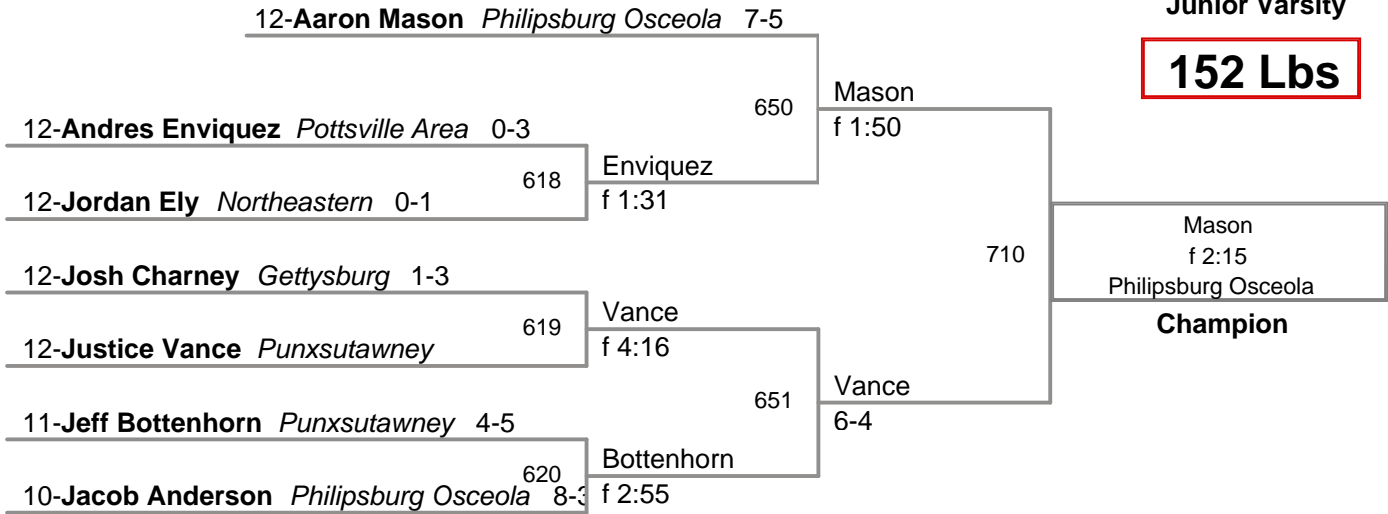 Junior Varsity
152 Lbs
12-Aaron Mason Philipsburg Osceola 7-5
650
Mason
f 1:50
12-Andres Enviquez Pottsville Area 0-3
618
Enviquez
f 1:31
12-Jordan Ely Northeastern 0-1
710
Mason
f 2:15
Philipsburg Osceola
Champion
12-Josh Charney Gettysburg 1-3
619
Vance
f 4:16
12-Justice Vance Punxsutawney
651
Vance
6-4
11-Jeff Bottenhorn Punxsutawney 4-5
620
Bottenhorn
f 2:55
10-Jacob Anderson Philipsburg Osceola 8-3